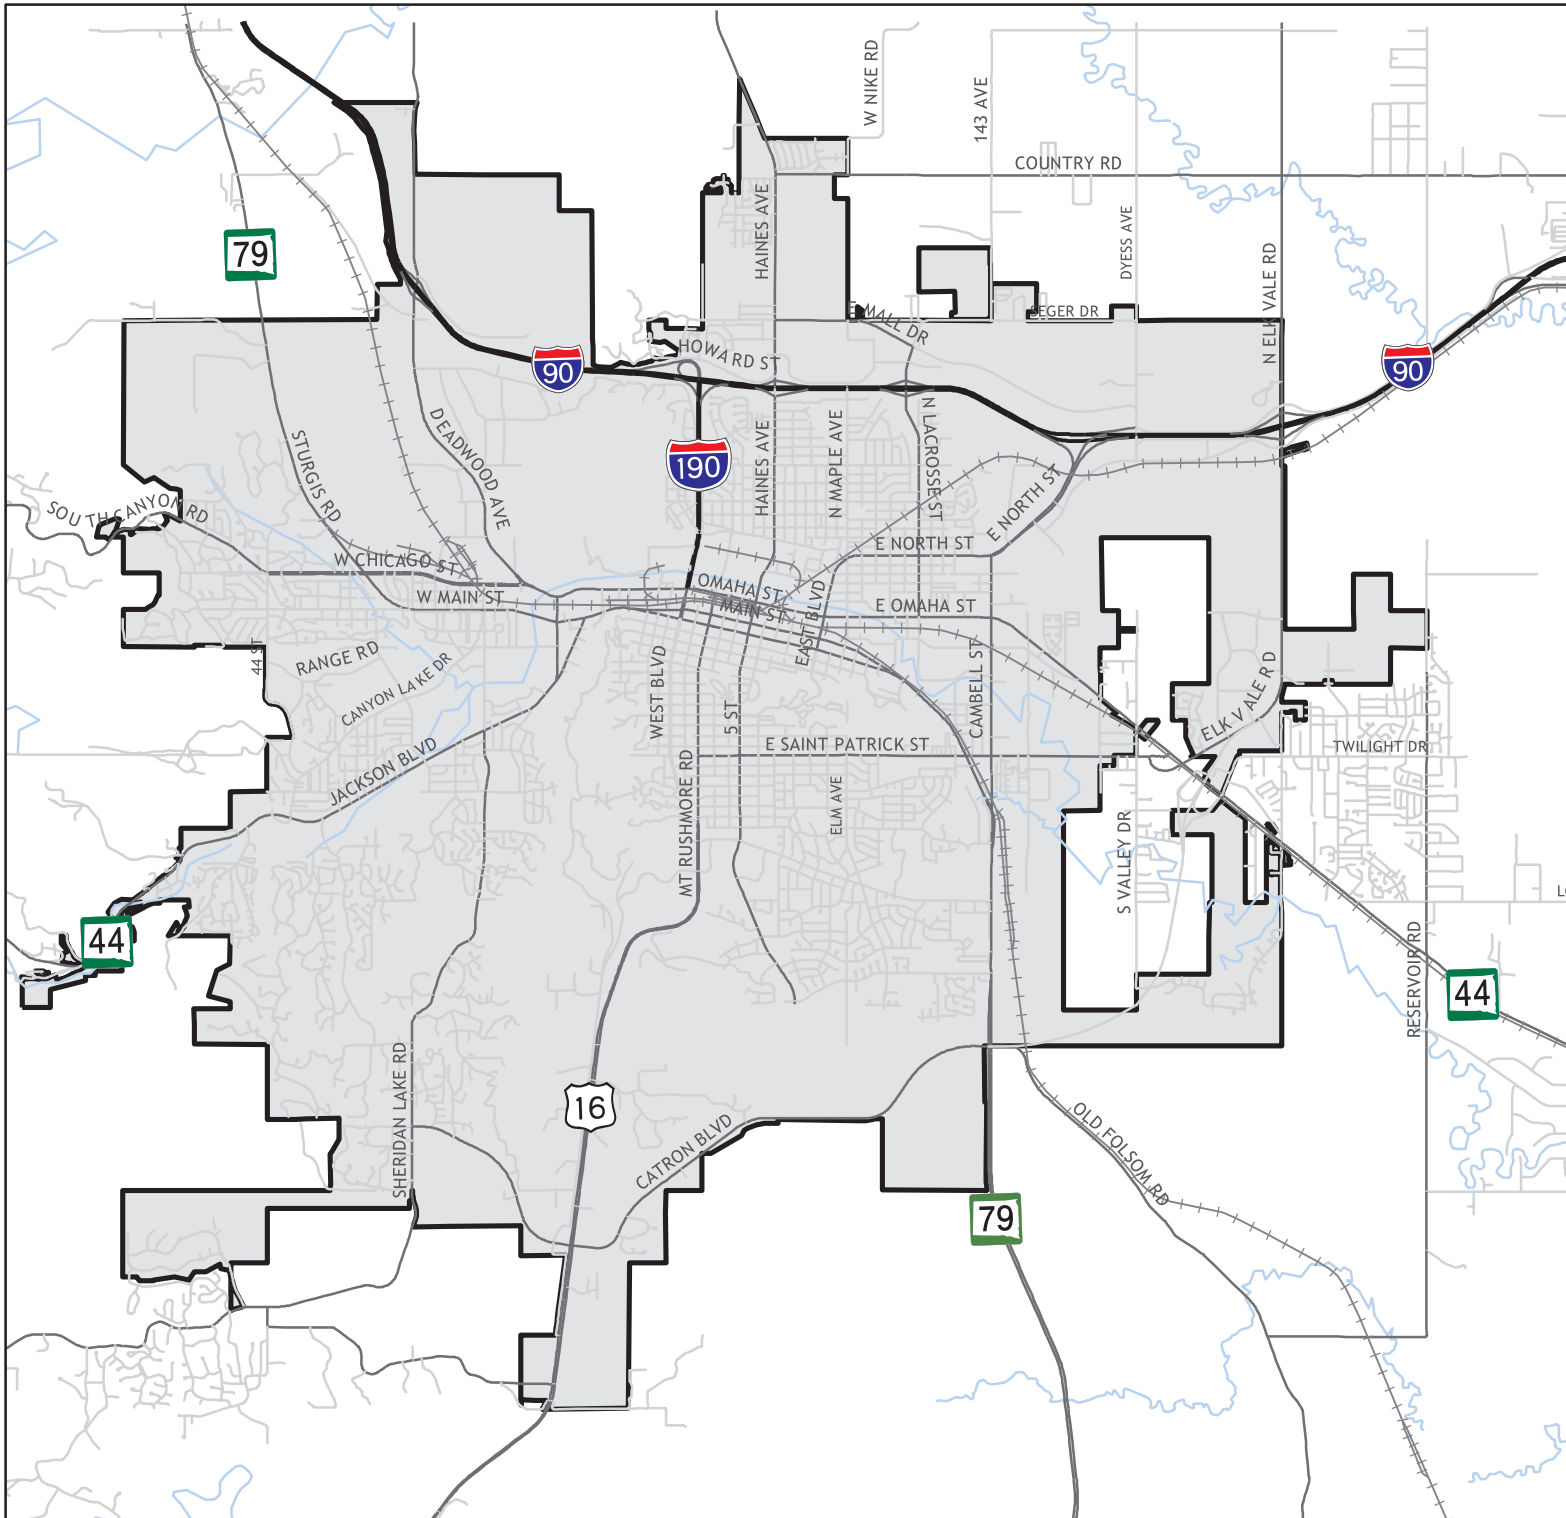 W NIKE RD
143 AVE
COUNTRY RD
HAINES AVE
DYESS AVE
N ELK VALE RD
79
E MALL DR
SEGER DR
HOWARD ST
90
90
DEADWOOD AVE
STURGIS RD
190
HAINES AVE
N MAPLE AVE
N LACROSSE ST
E NORTH ST
SOUTH CANYON RD
W CHICAGO ST
E NORTH ST
W MAIN ST
OMAHA ST
MAIN ST
EAST BLVD
E OMAHA ST
44 ST
RANGE RD
CANYON LAKE DR
WEST BLVD
5 ST
CAMBELL ST
ELK VALE RD
JACKSON BLVD
E SAINT PATRICK ST
TWILIGHT DR
MT RUSHMORE RD
ELM AVE
S VALLEY DR
LO
44
RESERVOIR RD
44
SHERIDAN LAKE RD
16
CATRON BLVD
OLD FOLSOM RD
79